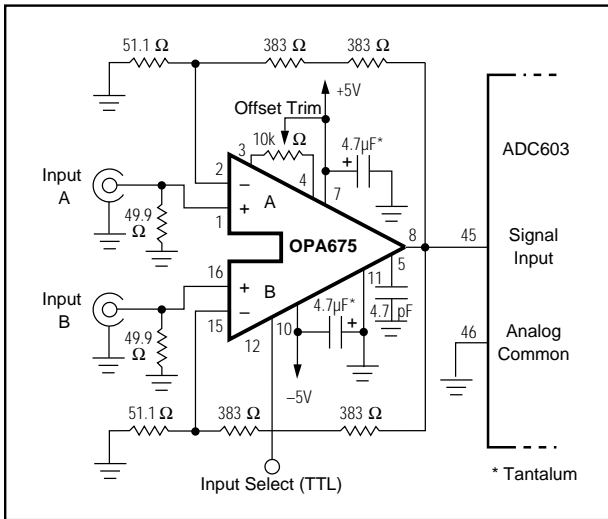 51.1 Ω 383 Ω 383 Ω
+5V
Offset Trim
ADC603
10k Ω
4.7µF*
3
+
Input A
2
4
7
–
A
+
49.9 Ω
1
8
45
Signal Input
OPA675
5
11
16
+
4.7 pF
Input B
B
4.7µF*
46
Analog Common
–
+
15
10
49.9 Ω
12
–5V
51.1 Ω 383 Ω 383 Ω
* Tantalum
Input Select (TTL)